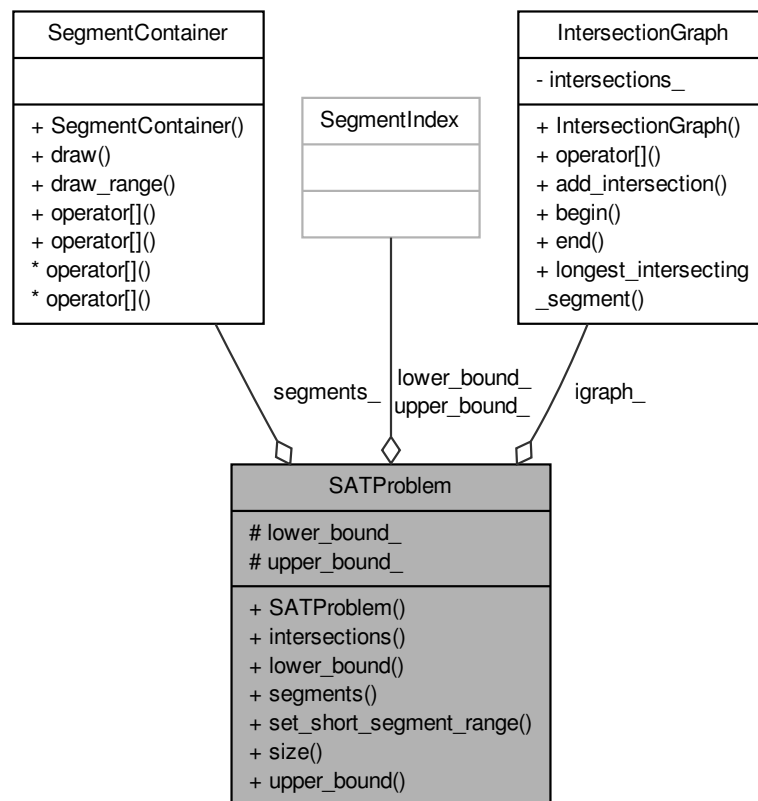 SegmentContainer
+ SegmentContainer()
+ draw()
+ draw_range()
+ operator[]()
+ operator[]()
* operator[]()
* operator[]()
SegmentIndex
IntersectionGraph
- intersections_
+ IntersectionGraph()
+ operator[]()
+ add_intersection()
+ begin()
+ end()
+ longest_intersecting
_segment()
segments_
lower_bound_
upper_bound_
igraph_
SATProblem
# lower_bound_
# upper_bound_
+ SATProblem()
+ intersections()
+ lower_bound()
+ segments()
+ set_short_segment_range()
+ size()
+ upper_bound()